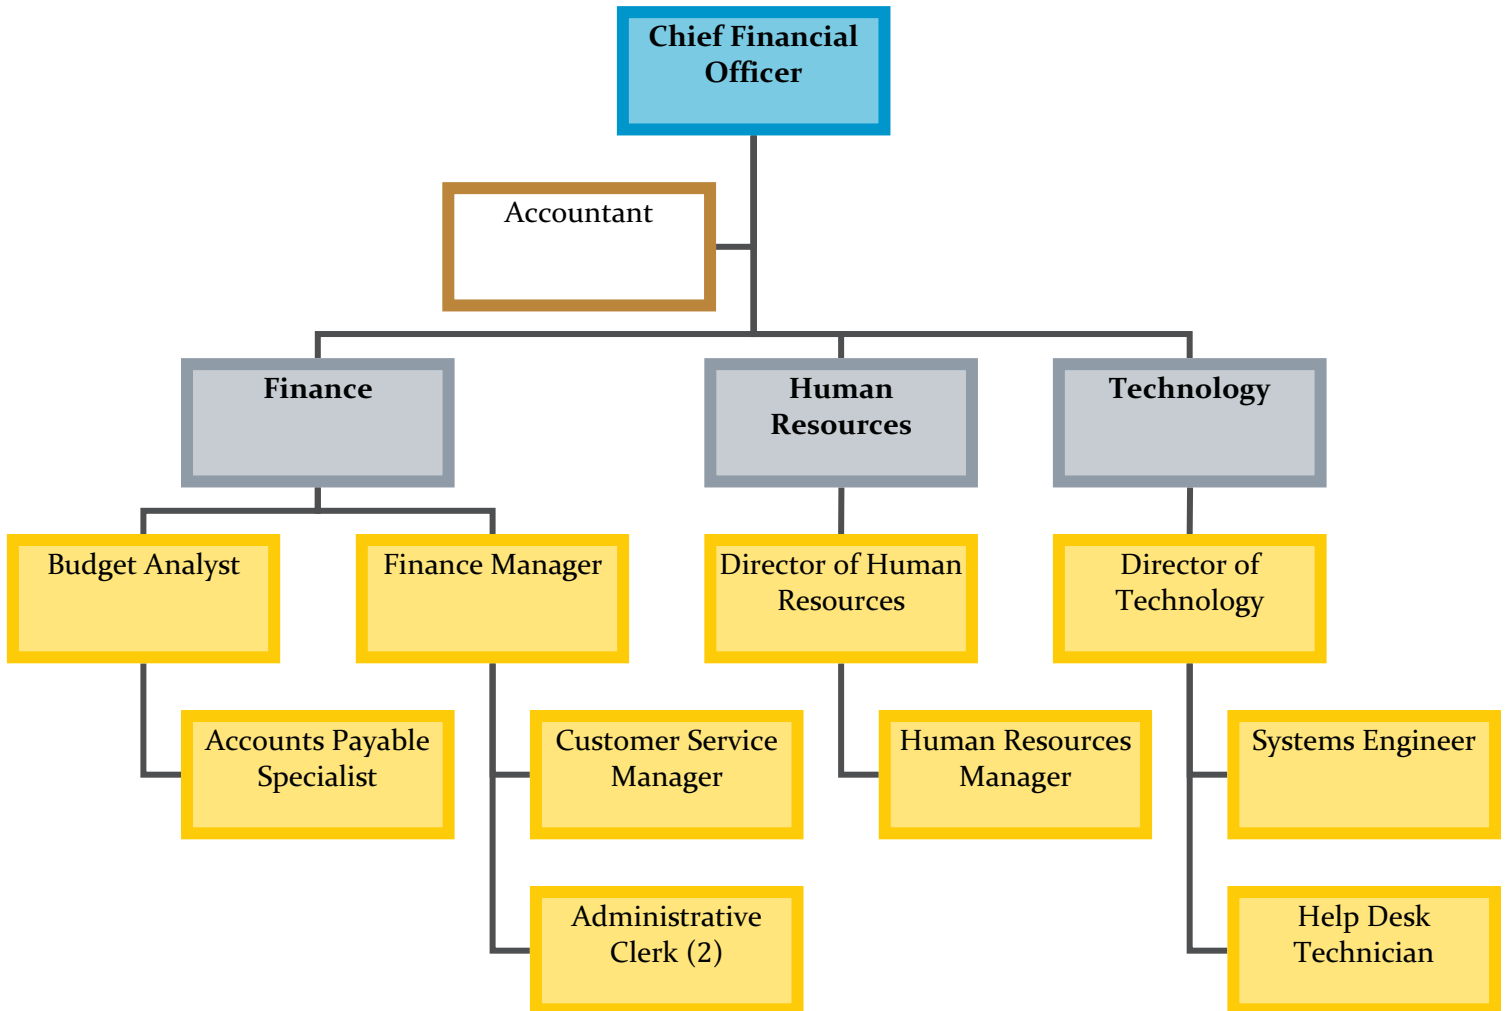 Chief Financial
Officer
Accountant
Finance
Human
Resources
Technology
Budget Analyst
Finance Manager
Director of Human
Resources
Director of
Technology
Accounts Payable
Specialist
Customer Service
Manager
Human Resources
Manager
Systems Engineer
Administrative
Clerk (2)
Help Desk
Technician